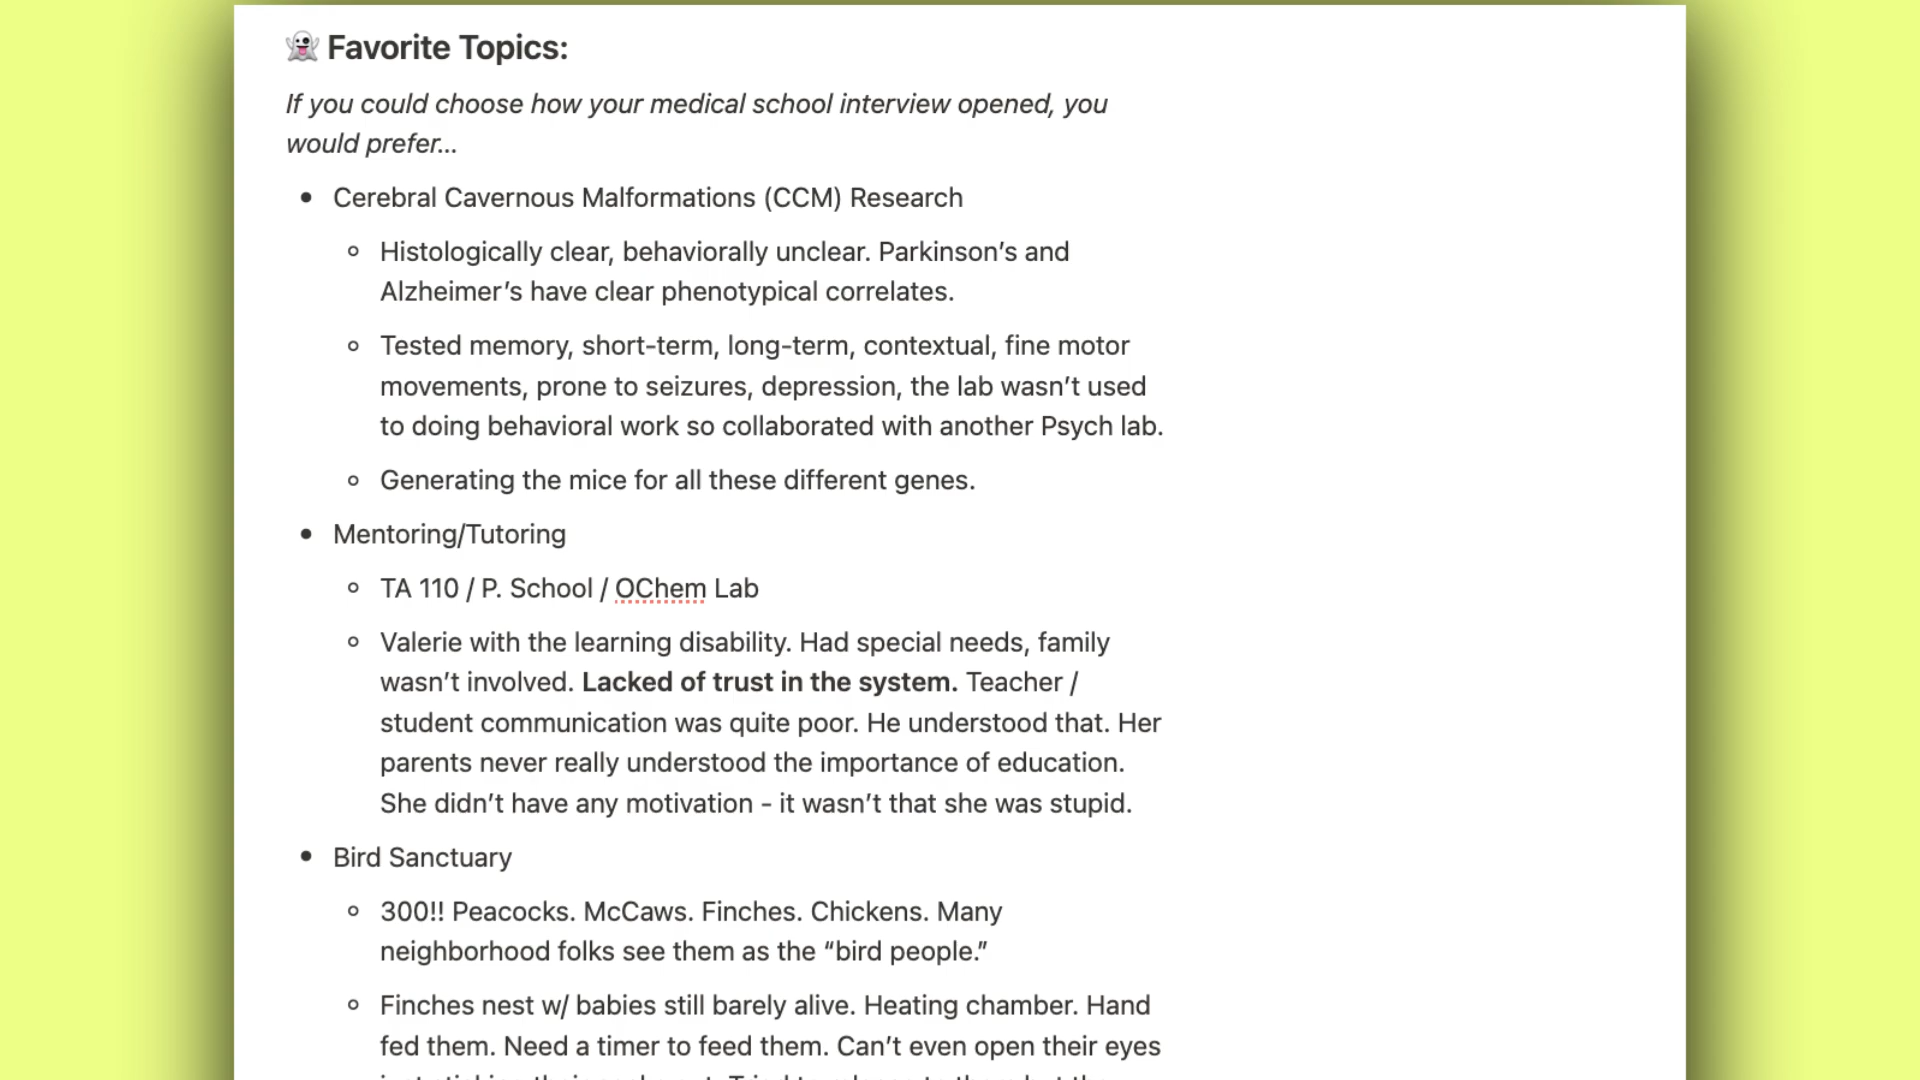 👻 Favorite Topics:
If you could choose how your medical school interview opened, you
would prefer...
• Cerebral Cavernous Malformations (CCM) Research
◦ Histologically clear, behaviorally unclear. Parkinson’s and
Alzheimer’s have clear phenotypical correlates.
◦ Tested memory, short-term, long-term, contextual, fine motor
movements, prone to seizures, depression, the lab wasn’t used
to doing behavioral work so collaborated with another Psych lab.
◦ Generating the mice for all these different genes.
• Mentoring/Tutoring
◦ TA 110 / P. School / OChem Lab
◦ Valerie with the learning disability. Had special needs, family
wasn’t involved. Lacked of trust in the system. Teacher /
student communication was quite poor. He understood that. Her
parents never really understood the importance of education.
She didn’t have any motivation - it wasn’t that she was stupid.
• Bird Sanctuary
◦ 300!! Peacocks. McCaws. Finches. Chickens. Many
neighborhood folks see them as the “bird people.”
◦ Finches nest w/ babies still barely alive. Heating chamber. Hand
fed them. Need a timer to feed them. Can’t even open their eyes